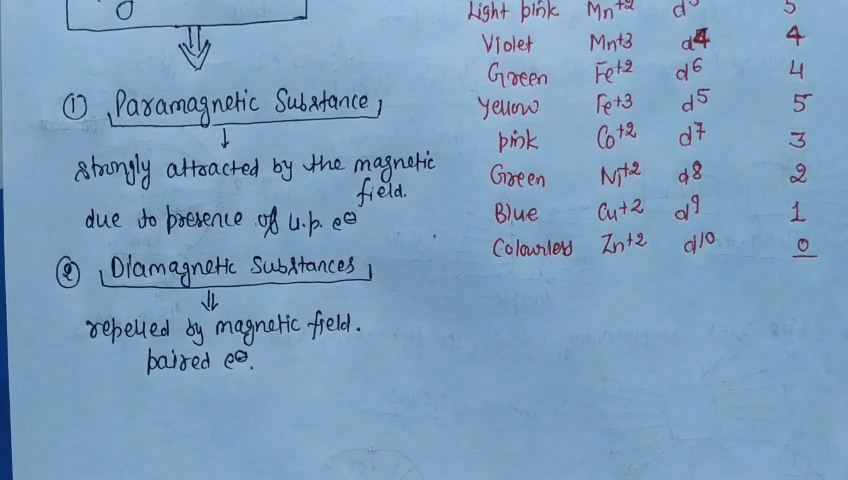 ① Paramagnetic Substance
strongly attracted by the magnetic
field.
due to presence of u.p. e⊖
② Diamagnetic Substances
repelled by magnetic field.
paired e⊖.
Light pink Mn+2 d5 5
Violet Mn+3 d4 4
Green Fe+2 d6 4
Yellow Fe+3 d5 5
pink Co+2 d7 3
Green Ni+2 d8 2
Blue Cu+2 d9 1
Colourless Zn+2 d10 0